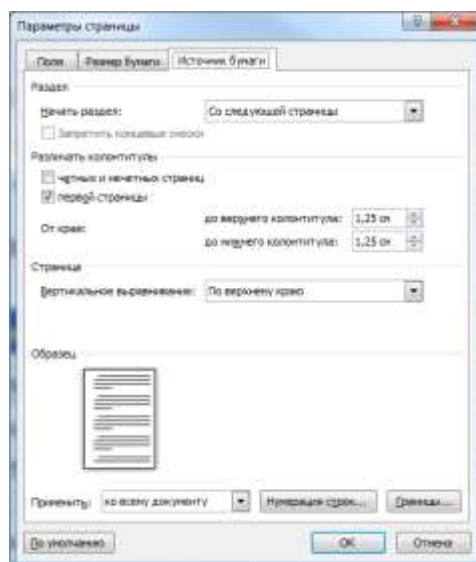 Параметры страницы
Поля Размер бумаги Источник бумаги
Раздел
Начать раздел: Со следующей страницы
Запретить концевые сноски
Различать колонтитулы
четных и нечетных страниц
первой страницы
От края: до верхнего колонтитула: 1,25 см
до нижнего колонтитула: 1,25 см
Страница
Вертикальное выравнивание: По верхнему краю
Образец
Применить: ко всему документу Нумерация строк... Границы...
По умолчанию ОК Отмена